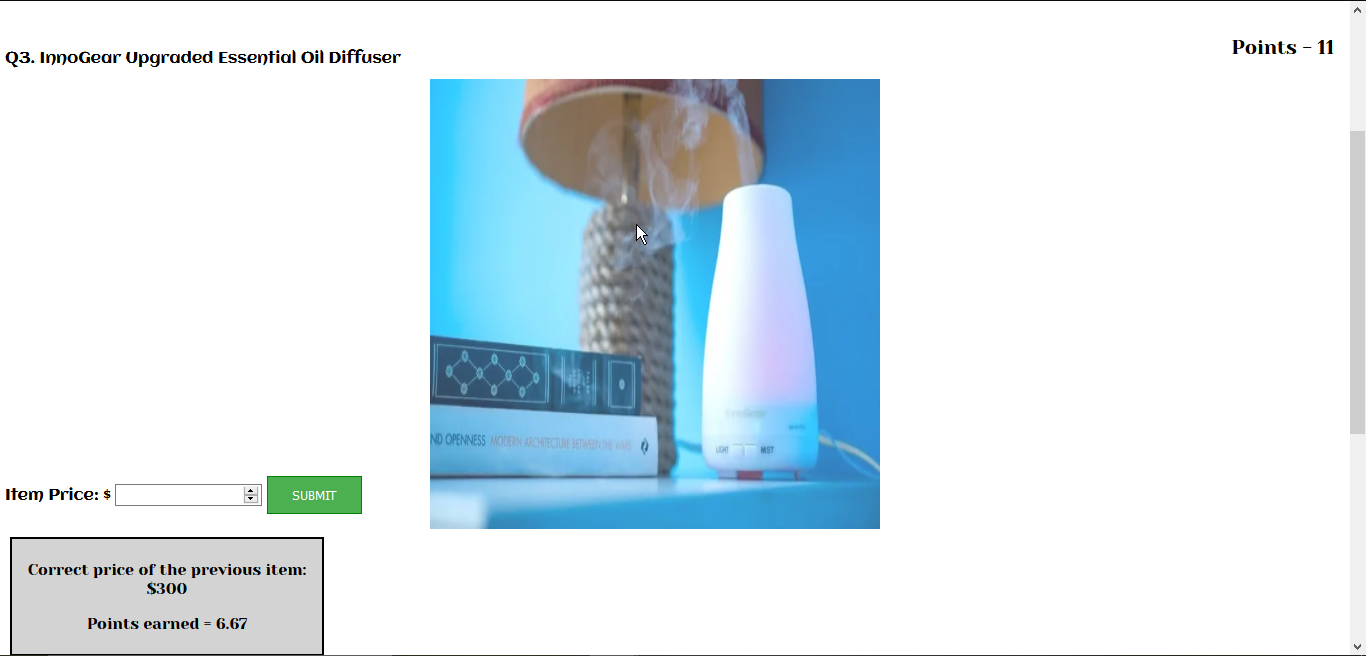 Points - 11
Q3. InnoGear Upgraded Essential Oil Diffuser
ND OPENNESS MODERN ARCHITECTURE BETWEEN THE WARS
LIGHT MIST
Item Price: $
SUBMIT
Correct price of the previous item:
$300
Points earned = 6.67